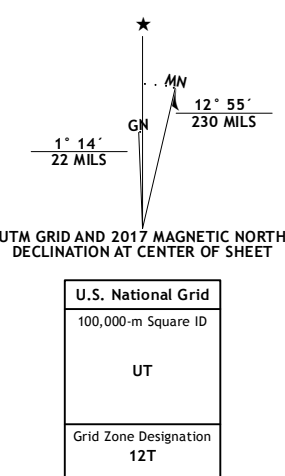 MN
12° 55´
230 MILS
GN
1° 14´
22 MILS
UTM GRID AND 2017 MAGNETIC NORTH
DECLINATION AT CENTER OF SHEET
U.S. National Grid
100,000-m Square ID
UT
Grid Zone Designation
12T